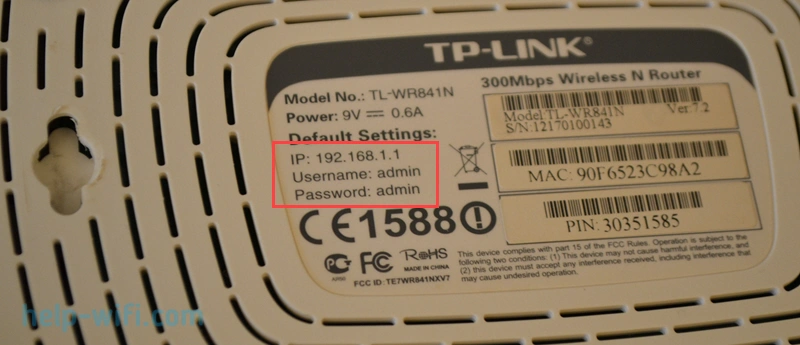 TP-LINK®
300Mbps Wireless N Router
Model No.: TL-WR841N
Power: 9V ⎓ 0.6A
Default Settings:
IP: 192.168.1.1
Username: admin
Password: admin
Model:TL-WR841N Ver:7.2
S/N:12170100143
MAC: 90F6523C98A2
PIN: 30351585
CE1588
FC RoHS
MADE IN CHINA
FCC ID: TE7WR841NXV7
This device complies with part 15 of the FCC Rules. Operation is subject to the
following two conditions: (1) This device may not cause harmful interference, and
(2) this device must accept any interference received, including interference that
may cause undesired operation.
help-wifi.com